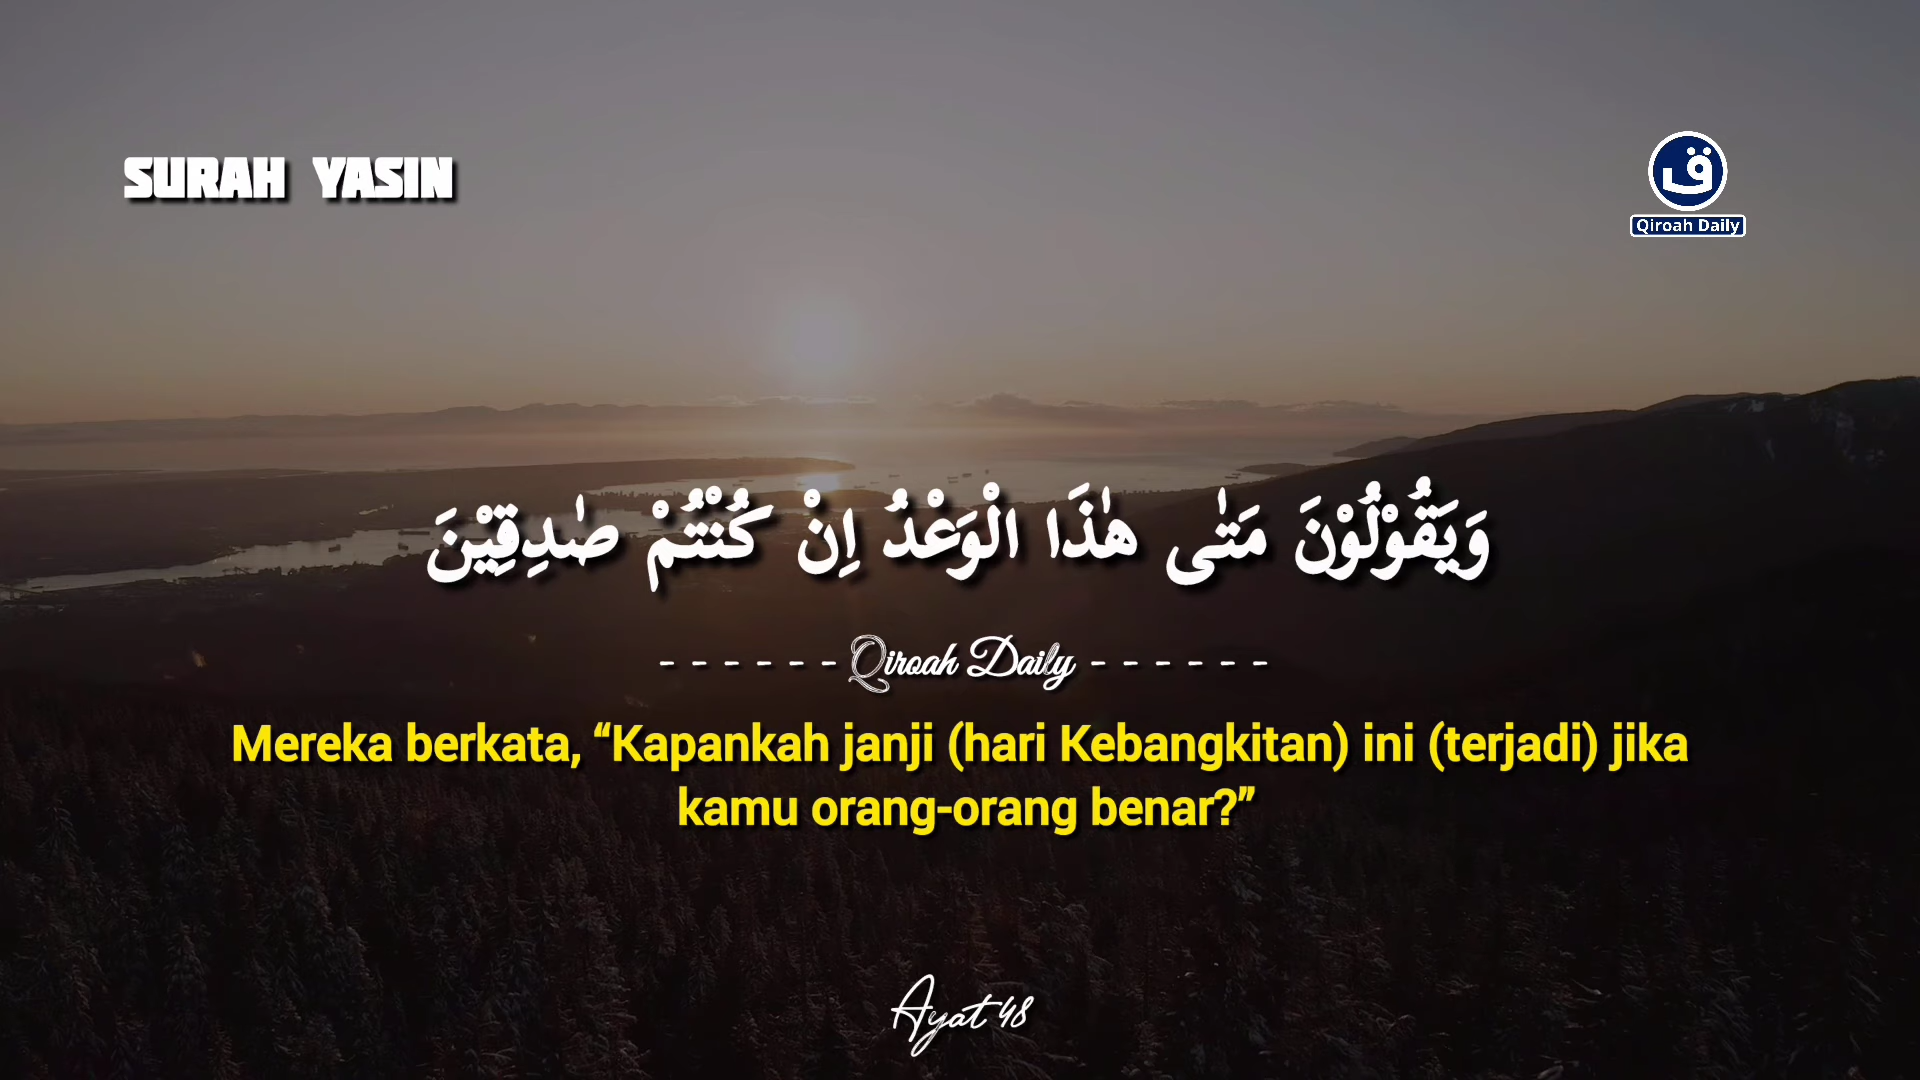 SURAH YASIN
ق
Qiroah Daily
وَيَقُوْلُوْنَ مَتٰى هٰذَا الْوَعْدُ اِنْ كُنْتُمْ صٰدِقِيْنَ
- - - - - - Qiroah Daily - - - - - -
Mereka berkata, “Kapankah janji (hari Kebangkitan) ini (terjadi) jika
kamu orang-orang benar?”
Ayat 48